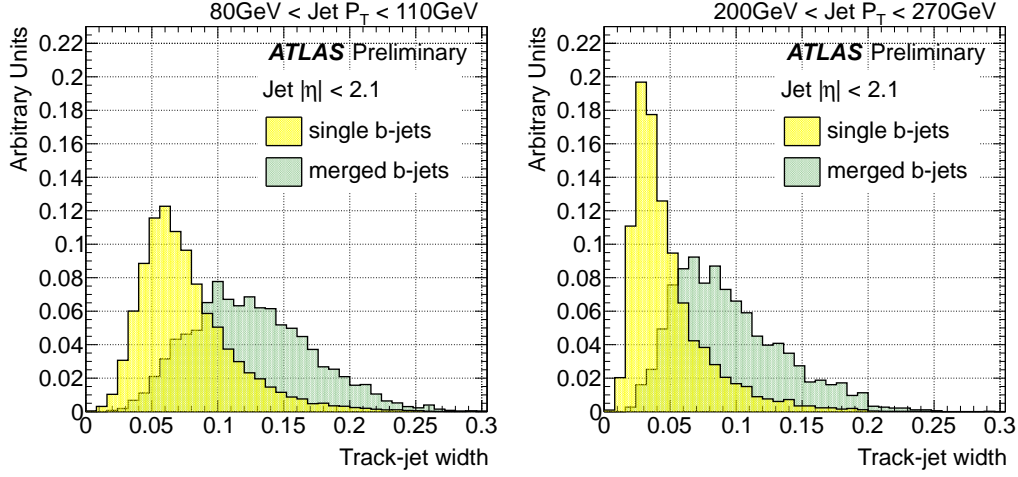 80GeV < Jet P_T < 110GeV
Arbitrary Units
0.22
0.2
0.18
0.16
0.14
0.12
0.1
0.08
0.06
0.04
0.02
0
ATLAS Preliminary
Jet |η| < 2.1
single b-jets
merged b-jets
0 0.05 0.1 0.15 0.2 0.25 0.3
Track-jet width
200GeV < Jet P_T < 270GeV
Arbitrary Units
0.22
0.2
0.18
0.16
0.14
0.12
0.1
0.08
0.06
0.04
0.02
0
ATLAS Preliminary
Jet |η| < 2.1
single b-jets
merged b-jets
0 0.05 0.1 0.15 0.2 0.25 0.3
Track-jet width